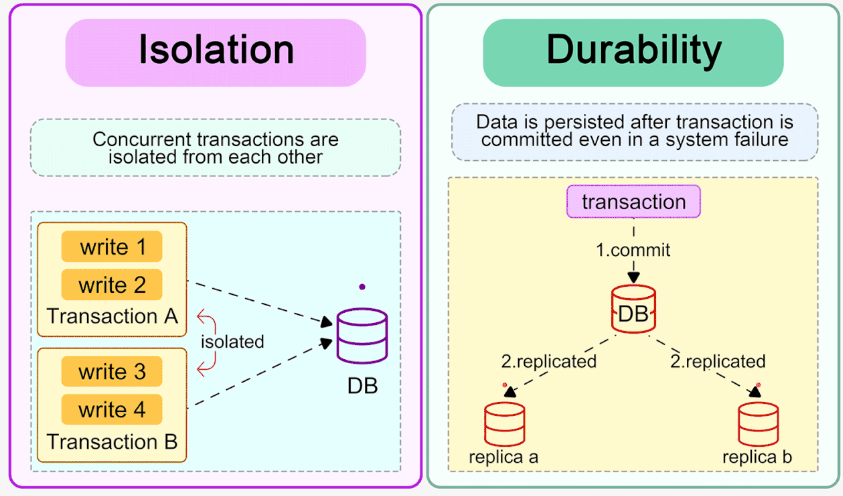 Isolation
Concurrent transactions are
isolated from each other
write 1
write 2
Transaction A
isolated
write 3
write 4
Transaction B
DB
Durability
Data is persisted after transaction is
committed even in a system failure
transaction
1.commit
DB
2.replicated
2.replicated
replica a
replica b